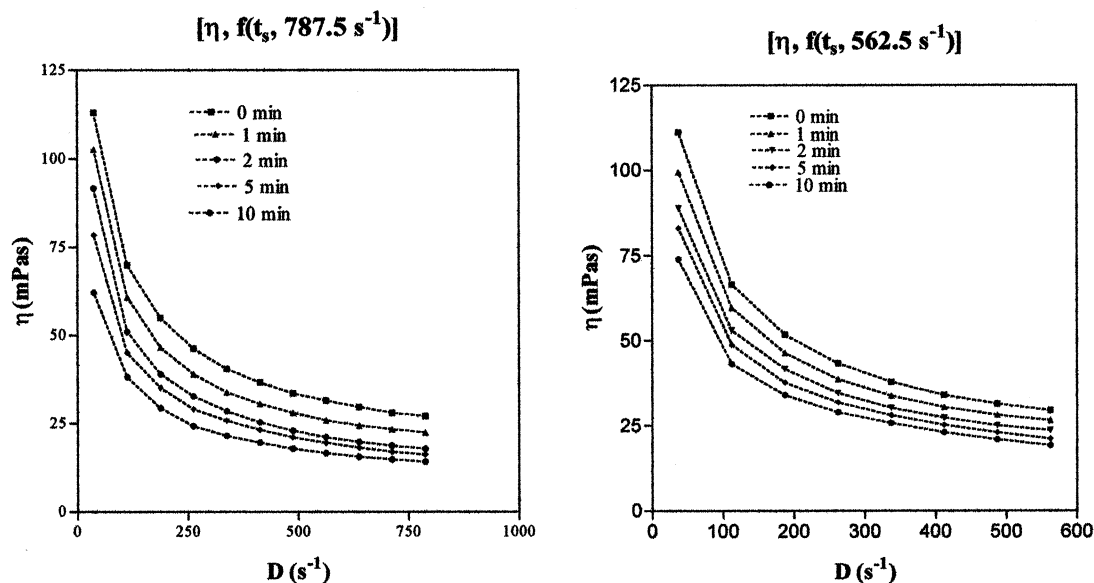 [η, f(tₛ, 787.5 s⁻¹)]
125
100
75
50
25
0
η (mPas)
0 min
1 min
2 min
5 min
10 min
0
250
500
750
1000
D (s⁻¹)
[η, f(tₛ, 562.5 s⁻¹)]
125
100
75
50
25
0
η (mPas)
0 min
1 min
2 min
5 min
10 min
0
100
200
300
400
500
600
D (s⁻¹)